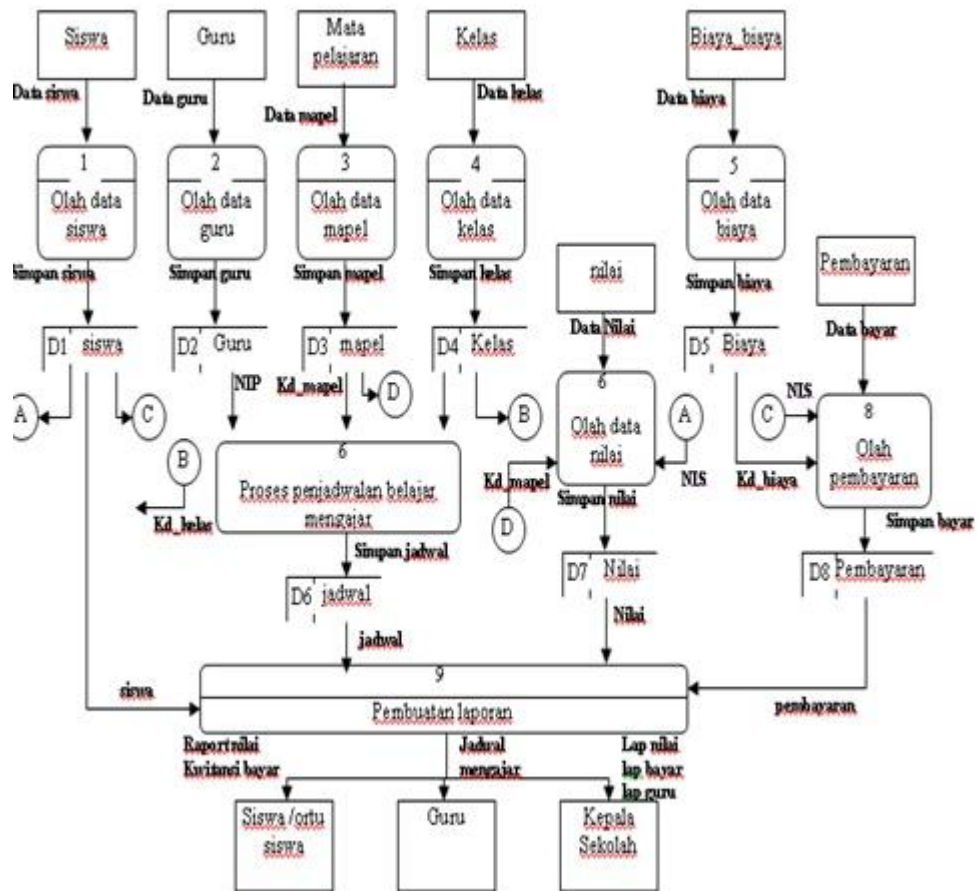 Siswa
Guru
Mata
pelajaran
Kelas
Biaya_biaya
Data siswa
Data guru
Data mapel
Data kelas
Data biaya
1
Olah data
siswa
2
Olah data
guru
3
Olah data
mapel
4
Olah data
kelas
5
Olah data
biaya
Simpan siswa
Simpan guru
Simpan mapel
Simpan kelas
nilai
Simpan biaya
Pembayaran
Data Nilai
Data bayar
D1 siswa
D2 Guru
D3 mapel
D4 Kelas
D5 Biaya
NIP
Kd_mapel
D
A
C
B
B
Kd_kelas
6
Proses penjadwalan belajar
mengajar
6
Olah data
nilai
A
NIS
Kd_mapel
D
NIS
C
Kd_biaya
8
Olah
pembayaran
Simpan jadwal
Simpan nilai
Simpan bayar
D6 jadwal
D7 Nilai
D8 Pembayaran
jadwal
Nilai
siswa
pembayaran
9
Pembuatan laporan
Raport nilai
Kwitansi bayar
Jadwal
mengajar
Lap nilai
lap bayar
lap guru
Siswa /ortu
siswa
Guru
Kepala
Sekolah